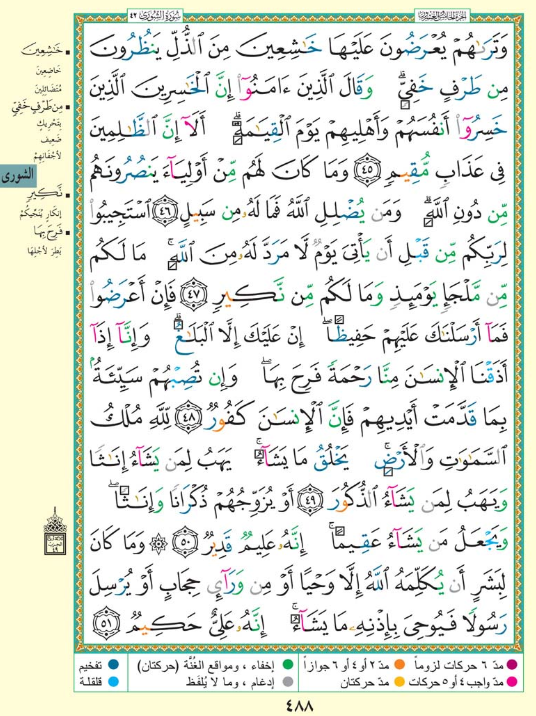 الجزء الخامس والعشرون
سورة الشورى ٤٢
وَتَرَىٰهُمْ يُعْرَضُونَ عَلَيْهَا خَٰشِعِينَ مِنَ ٱلذُّلِّ يَنظُرُونَ
مِن طَرْفٍ خَفِىٍّ ۗ وَقَالَ ٱلَّذِينَ ءَامَنُوٓا۟ إِنَّ ٱلْخَٰسِرِينَ ٱلَّذِينَ
خَسِرُوٓا۟ أَنفُسَهُمْ وَأَهْلِيهِمْ يَوْمَ ٱلْقِيَٰمَةِ ۗ أَلَآ إِنَّ ٱلظَّٰلِمِينَ
فِى عَذَابٍ مُّقِيمٍ ٤٥ وَمَا كَانَ لَهُم مِّنْ أَوْلِيَآءَ يَنصُرُونَهُم
مِّن دُونِ ٱللَّهِ ۗ وَمَن يُضْلِلِ ٱللَّهُ فَمَا لَهُۥ مِن سَبِيلٍ ٤٦ ٱسْتَجِيبُوا۟
لِرَبِّكُم مِّن قَبْلِ أَن يَأْتِىَ يَوْمٌ لَّا مَرَدَّ لَهُۥ مِنَ ٱللَّهِ ۚ مَا لَكُم
مِّن مَّلْجَإٍ يَوْمَئِذٍ وَمَا لَكُم مِّن نَّكِيرٍ ٤٧ فَإِنْ أَعْرَضُوا۟
فَمَآ أَرْسَلْنَٰكَ عَلَيْهِمْ حَفِيظًا ۖ إِنْ عَلَيْكَ إِلَّا ٱلْبَلَٰغُ ۗ وَإِنَّآ إِذَآ
أَذَقْنَا ٱلْإِنسَٰنَ مِنَّا رَحْمَةً فَرِحَ بِهَا ۖ وَإِن تُصِبْهُمْ سَيِّئَةٌۢ
بِمَا قَدَّمَتْ أَيْدِيهِمْ فَإِنَّ ٱلْإِنسَٰنَ كَفُورٌ ٤٨ لِّلَّهِ مُلْكُ
ٱلسَّمَٰوَٰتِ وَٱلْأَرْضِ ۚ يَخْلُقُ مَا يَشَآءُ ۚ يَهَبُ لِمَن يَشَآءُ إِنَٰثًا
وَيَهَبُ لِمَن يَشَآءُ ٱلذُّكُورَ ٤٩ أَوْ يُزَوِّجُهُمْ ذُكْرَانًا وَإِنَٰثًا ۖ
وَيَجْعَلُ مَن يَشَآءُ عَقِيمًا ۚ إِنَّهُۥ عَلِيمٌ قَدِيرٌ ٥٠ ۞ وَمَا كَانَ
لِبَشَرٍ أَن يُكَلِّمَهُ ٱللَّهُ إِلَّا وَحْيًا أَوْ مِن وَرَآئِ حِجَابٍ أَوْ يُرْسِلَ
رَسُولًا فَيُوحِىَ بِإِذْنِهِۦ مَا يَشَآءُ ۚ إِنَّهُۥ عَلِىٌّ حَكِيمٌ ٥١
خَٰشِعِينَ
خاضعين
متضائلين
مِن طَرْفٍ خَفِىٍّ
بتحريك
ضعيف
لأجفانهم
الشورى
نَّكِيرٍ
إنكار ينجيكم
فَرِحَ بِهَا
بطر لأجلها
مدّ ٦ حركات لزوماً مدّ ٢ أو ٤ أو ٦ جوازاً إخفاء ، ومواقع الغُنَّة (حركتان) تفخيم
مدّ واجب ٤ أو ٥ حركات مدّ حركتان إدغام ، وما لا يُلفَظ قلقلة
٤٨٨